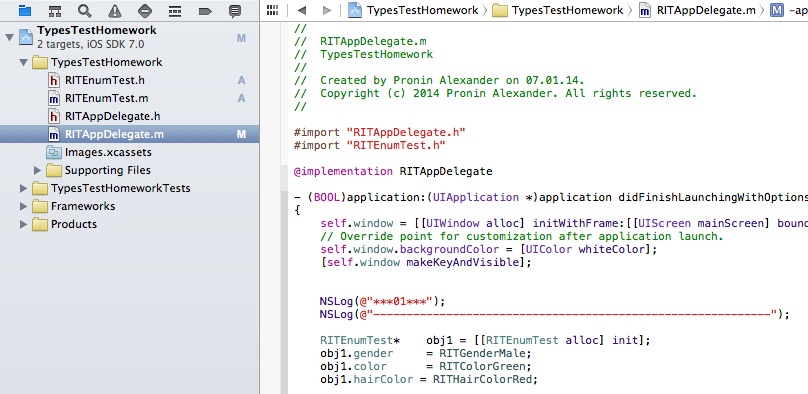 TypesTestHomework
2 targets, iOS SDK 7.0
M
TypesTestHomework
RITEnumTest.h
A
RITEnumTest.m
A
RITAppDelegate.h
RITAppDelegate.m
M
Images.xcassets
Supporting Files
TypesTestHomeworkTests
Frameworks
Products
TypesTestHomework
TypesTestHomework
RITAppDelegate.m
M -ap
//
//  RITAppDelegate.m
//  TypesTestHomework
//
//  Created by Pronin Alexander on 07.01.14.
//  Copyright (c) 2014 Pronin Alexander. All rights reserved.
//
#import "RITAppDelegate.h"
#import "RITEnumTest.h"
@implementation RITAppDelegate
- (BOOL)application:(UIApplication *)application didFinishLaunchingWithOptions
{
    self.window = [[UIWindow alloc] initWithFrame:[[UIScreen mainScreen] boun
    // Override point for customization after application launch.
    self.window.backgroundColor = [UIColor whiteColor];
    [self.window makeKeyAndVisible];
    NSLog(@"***01***");
    NSLog(@"-----------------------------------------------------------");
    RITEnumTest*    obj1 = [[RITEnumTest alloc] init];
    obj1.gender     = RITGenderMale;
    obj1.color      = RITColorGreen;
    obj1.hairColor = RITHairColorRed;